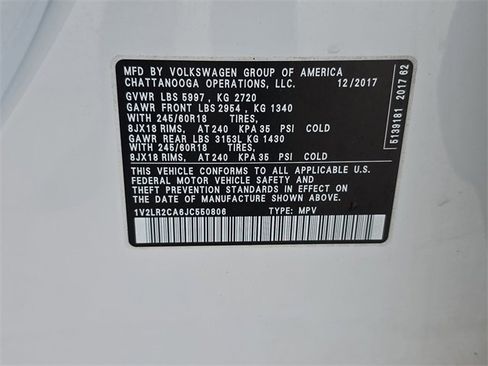 MFD BY VOLKSWAGEN GROUP OF AMERICA
CHATTANOOGA OPERATIONS, LLC. 12/2017
GVWR LBS 5997, KG 2720
GAWR FRONT LBS 2954, KG 1340
WITH 245/60R18 TIRES,
8JX18 RIMS, AT 240 KPA 35 PSI COLD
GAWR REAR LBS 3153L KG 1430
WITH 245/60R18 TIRES,
8JX18 RIMS, AT 240 KPA 35 PSI COLD
THIS VEHICLE CONFORMS TO ALL APPLICABLE U.S.
FEDERAL MOTOR VEHICLE SAFETY AND
THEFT PREVENTION STANDARDS IN EFFECT ON
THE DATE OF MANUFACTURE SHOWN ABOVE
1V2LR2CA6JC550806 TYPE: MPV
5139181 2017 62